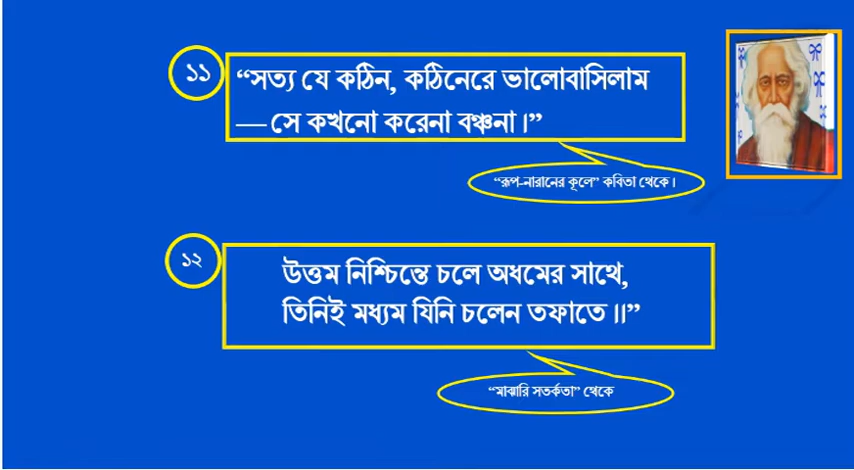 ১১
“সত্য যে কঠিন, কঠিনেরে ভালোবাসিলাম
— সে কখনো করেনা বঞ্চনা।”
“রূপ-নারানের কূলে” কবিতা থেকে।
১২
উত্তম নিশ্চিন্তে চলে অধমের সাথে,
তিনিই মধ্যম যিনি চলেন তফাতে।।”
“মাঝারি সতর্কতা” থেকে